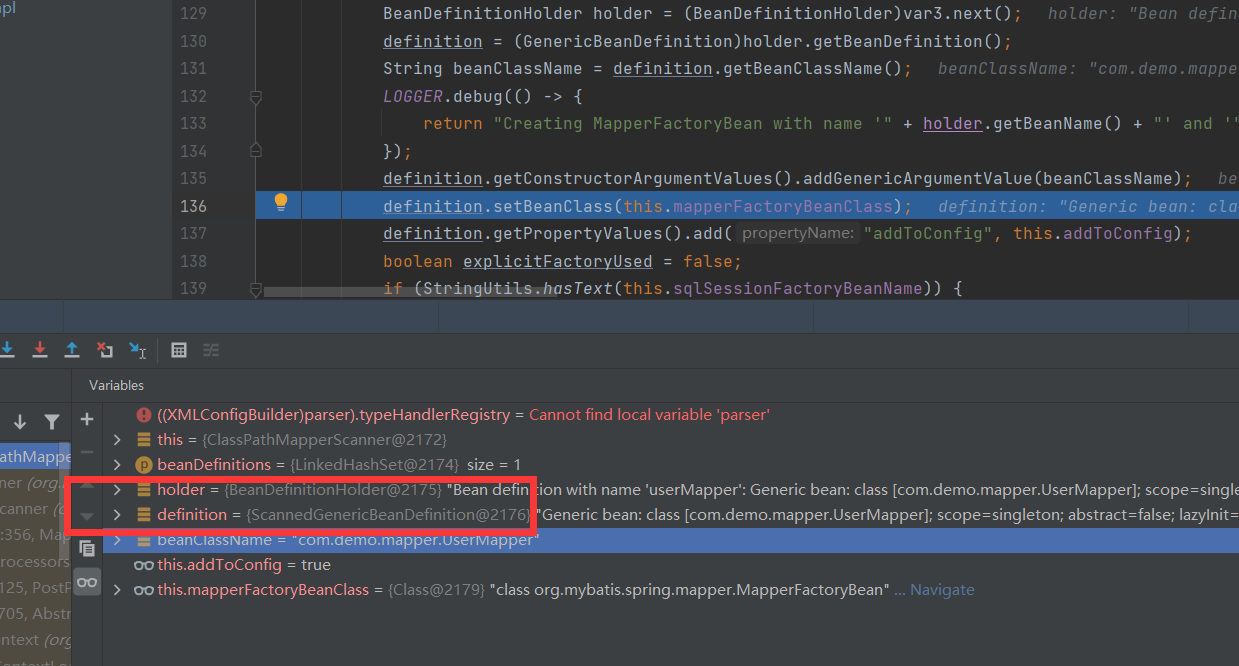 npl
129 BeanDefinitionHolder holder = (BeanDefinitionHolder)var3.next(); holder: "Bean defin
130 definition = (GenericBeanDefinition)holder.getBeanDefinition();
131 String beanClassName = definition.getBeanClassName(); beanClassName: "com.demo.mappe
132 LOGGER.debug(() -> {
133 return "Creating MapperFactoryBean with name '" + holder.getBeanName() + "' and '"
134 });
135 definition.getConstructorArgumentValues().addGenericArgumentValue(beanClassName); be
136 definition.setBeanClass(this.mapperFactoryBeanClass); definition: "Generic bean: cla
137 definition.getPropertyValues().add( propertyName: "addToConfig", this.addToConfig);
138 boolean explicitFactoryUsed = false;
139 if (StringUtils.hasText(this.sqlSessionFactoryBeanName)) {
Variables
((XMLConfigBuilder)parser).typeHandlerRegistry = Cannot find local variable 'parser'
this = {ClassPathMapperScanner@2172}
beanDefinitions = {LinkedHashSet@2174} size = 1
holder = {BeanDefinitionHolder@2175} "Bean definition with name 'userMapper': Generic bean: class [com.demo.mapper.UserMapper]; scope=single
definition = {ScannedGenericBeanDefinition@2176} "Generic bean: class [com.demo.mapper.UserMapper]; scope=singleton; abstract=false; lazyInit=
beanClassName = "com.demo.mapper.UserMapper"
this.addToConfig = true
this.mapperFactoryBeanClass = {Class@2179} "class org.mybatis.spring.mapper.MapperFactoryBean" ... Navigate
athMappe
ner (org.
canner (o
:356, Map
rocessors
125, PostP
705, Abstr
ntext (org